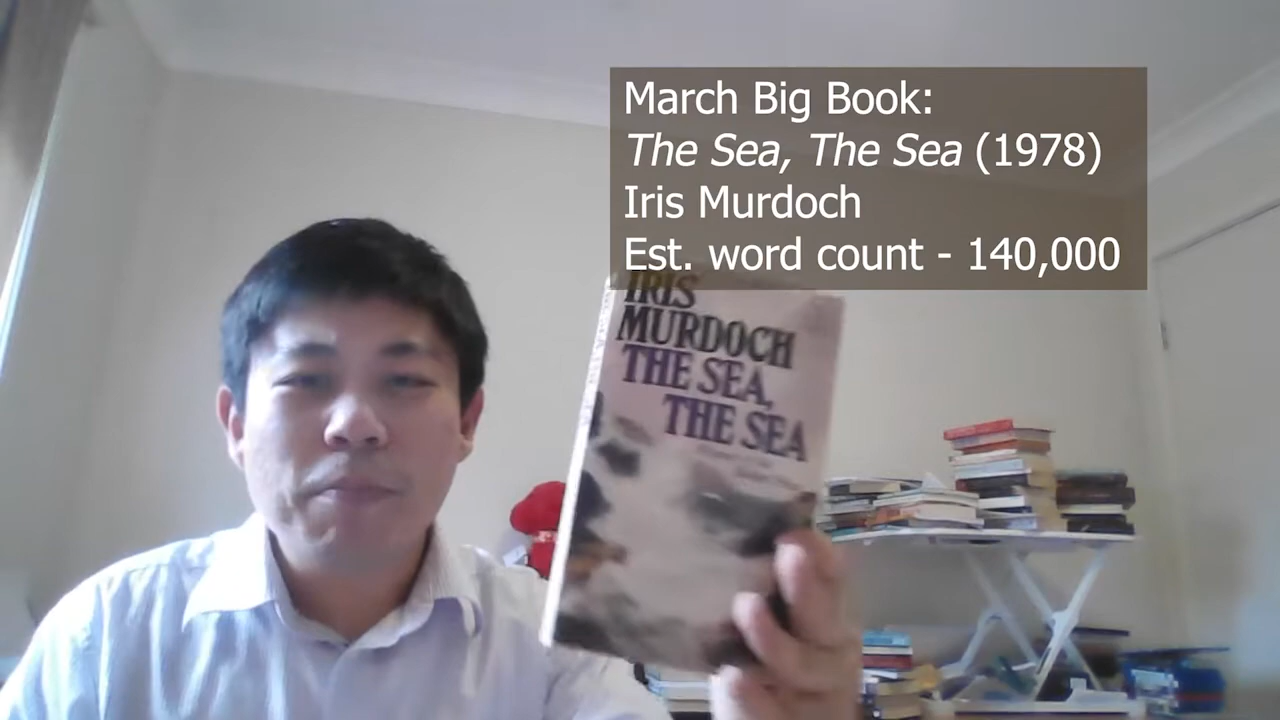 March Big Book:
The Sea, The Sea (1978)
Iris Murdoch
Est. word count - 140,000
IRIS
MURDOCH
THE SEA,
THE SEA